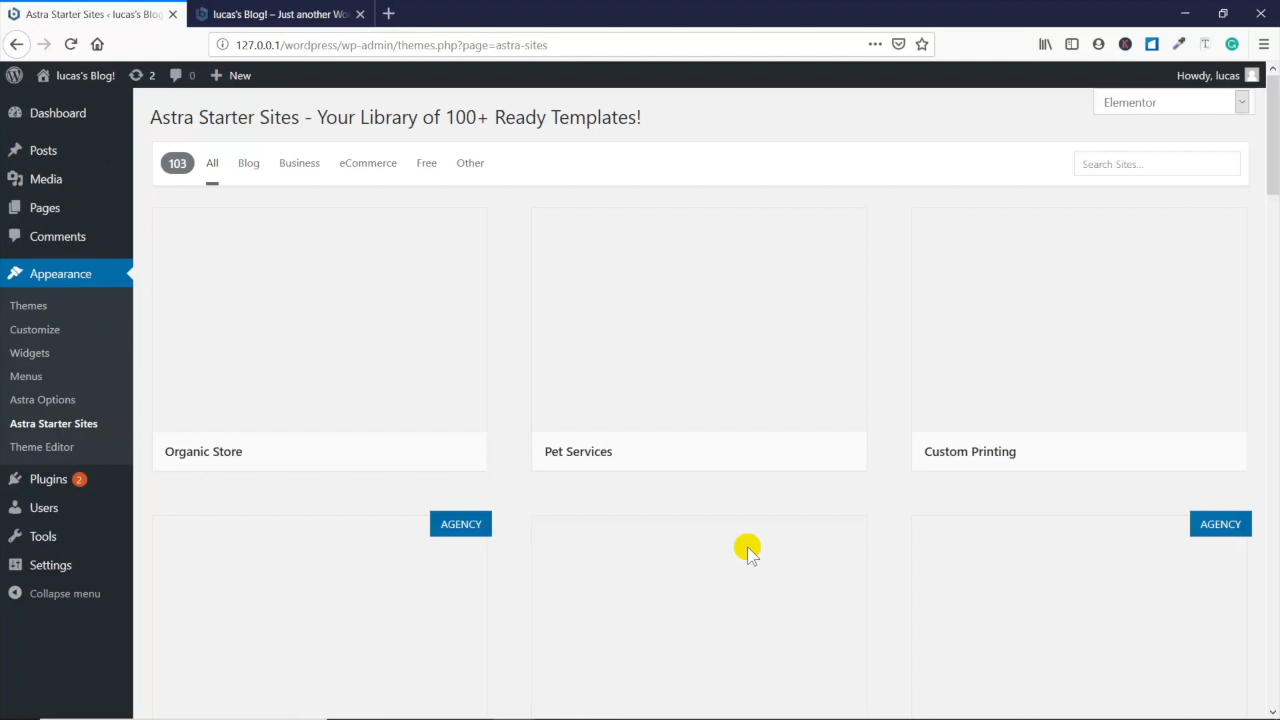 Astra Starter Sites ‹ lucas's Blog
lucas's Blog! – Just another Wo
127.0.0.1/wordpress/wp-admin/themes.php?page=astra-sites
lucas's Blog!
2
0
New
Howdy, lucas
Dashboard
Posts
Media
Pages
Comments
Appearance
Themes
Customize
Widgets
Menus
Astra Options
Astra Starter Sites
Theme Editor
Plugins 2
Users
Tools
Settings
Collapse menu
Astra Starter Sites - Your Library of 100+ Ready Templates!
Elementor
103 All Blog Business eCommerce Free Other
Search Sites...
Organic Store
Pet Services
Custom Printing
AGENCY
AGENCY